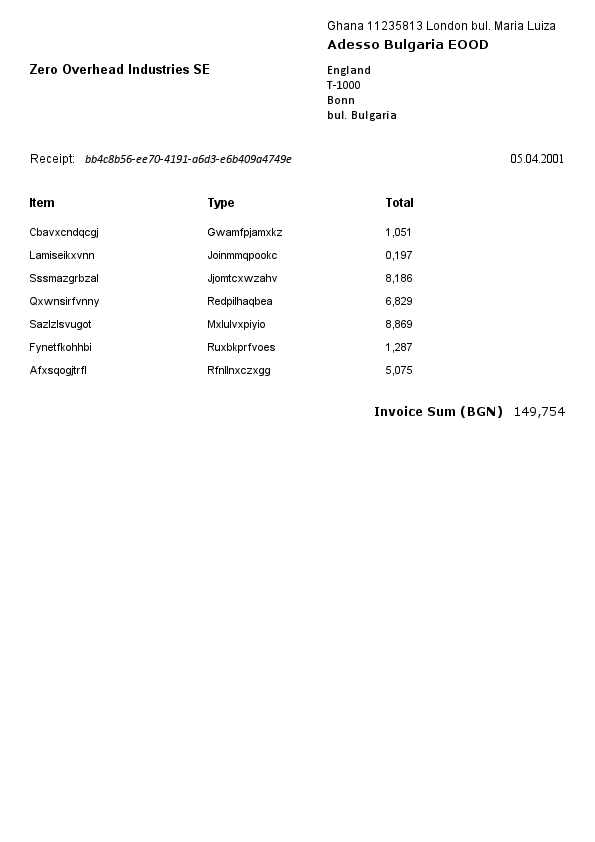 Ghana 11235813 London bul. Maria Luiza
Adesso Bulgaria EOOD
Zero Overhead Industries SE
England
T-1000
Bonn
bul. Bulgaria
Receipt: bb4c8b56-ee70-4191-a6d3-e6b409a4749e 05.04.2001
Item Type Total
Cbavxcndqcgj Gwamfpjamxkz 1,051
Lamiseikxvnn Joinmmqpookc 0,197
Sssmazgrbzal Jjomtcxwzahv 8,186
Qxwnsirfvnny Redpilhaqbea 6,829
Sazlzlsvugot Mxlulvxpiyio 8,869
Fynetfkohhbi Ruxbkprfvoes 1,287
Afxsqogjtrfl Rfnllnxczxgg 5,075
Invoice Sum (BGN) 149,754